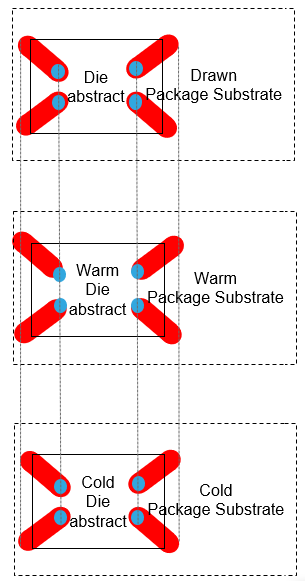 Die
abstract
Drawn
Package Substrate
Warm
Die
abstract
Warm
Package Substrate
Cold
Die
abstract
Cold
Package Substrate